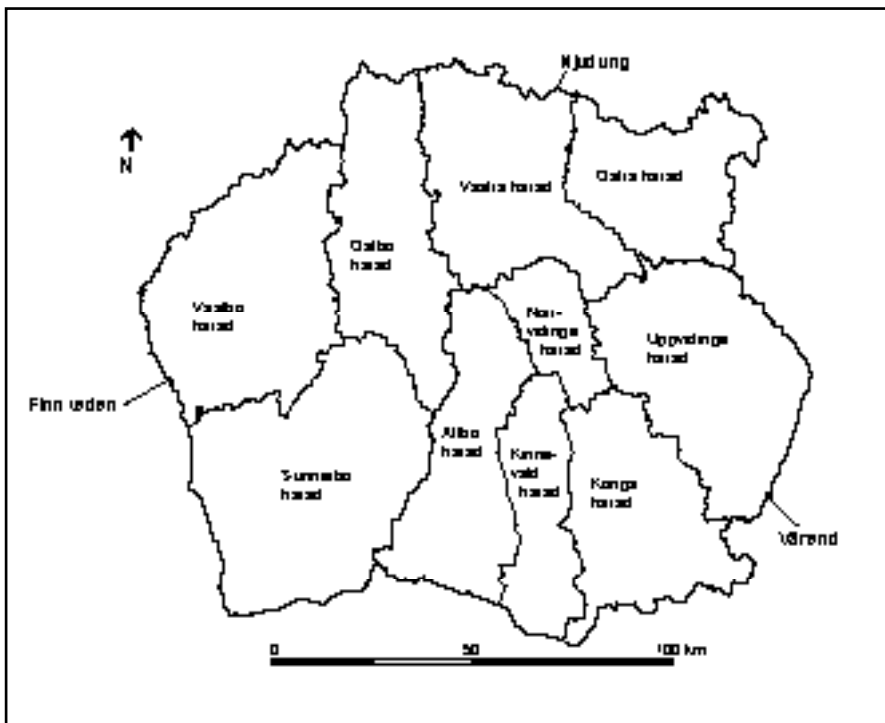 Njudung
N
Västra härad
Östra härad
Östbo
härad
Västbo
härad
Norr-
vidinge
härad
Uppvidinge
härad
Finnveden
Sunnerbo
härad
Allbo
härad
Kinne-
vald
härad
Konga
härad
Värend
0 50 100 km